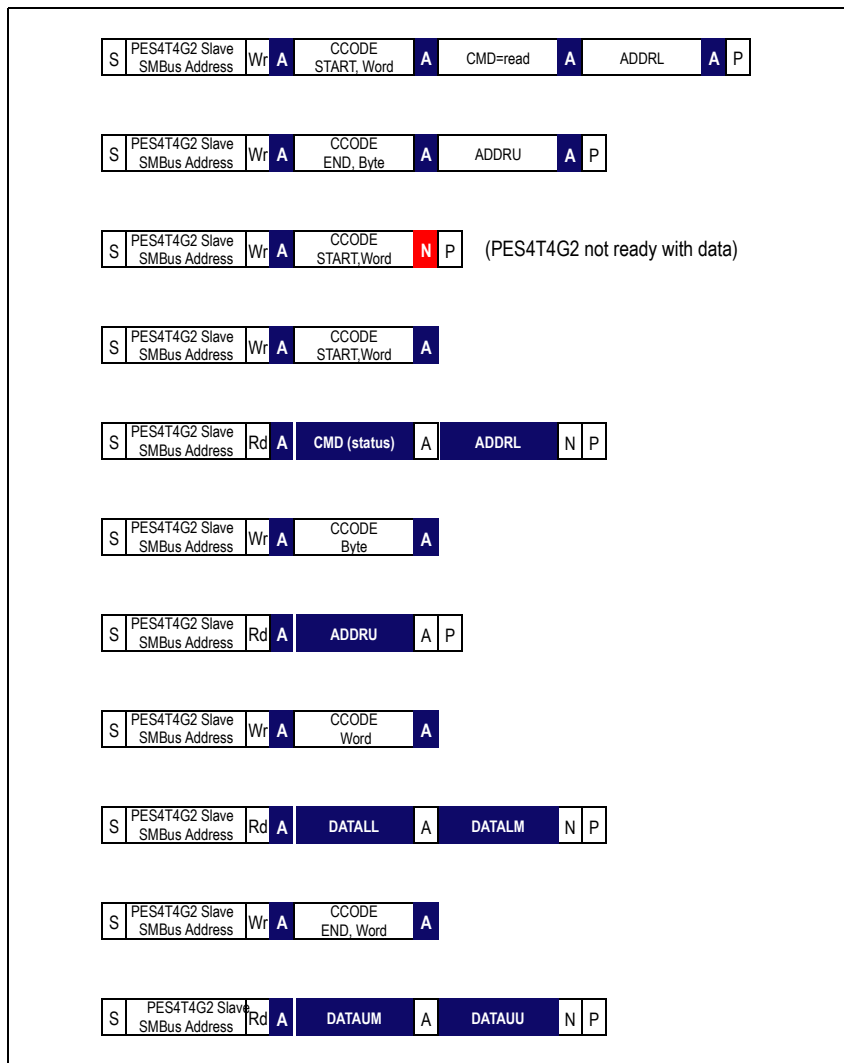 S PES4T4G2 Slave SMBus Address Wr A CCODE START, Word A CMD=read A ADDRL A P
S PES4T4G2 Slave SMBus Address Wr A CCODE END, Byte A ADDRU A P
S PES4T4G2 Slave SMBus Address Wr A CCODE START,Word N P (PES4T4G2 not ready with data)
S PES4T4G2 Slave SMBus Address Wr A CCODE START,Word A
S PES4T4G2 Slave SMBus Address Rd A CMD (status) A ADDRL N P
S PES4T4G2 Slave SMBus Address Wr A CCODE Byte A
S PES4T4G2 Slave SMBus Address Rd A ADDRU A P
S PES4T4G2 Slave SMBus Address Wr A CCODE Word A
S PES4T4G2 Slave SMBus Address Rd A DATALL A DATALM N P
S PES4T4G2 Slave SMBus Address Wr A CCODE END, Word A
S PES4T4G2 Slave SMBus Address Rd A DATAUM A DATAUU N P